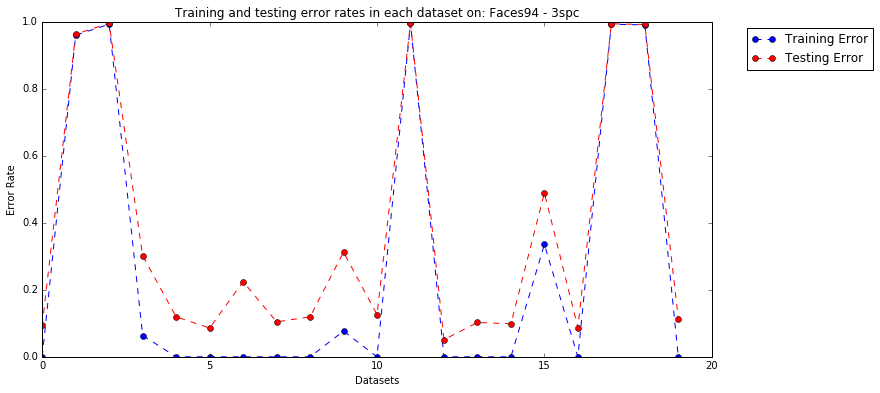 Training and testing error rates in each dataset on: Faces94 - 3spc
Training Error
Testing Error
1.0
0.8
0.6
0.4
0.2
0.0
Error Rate
0
5
10
15
20
Datasets